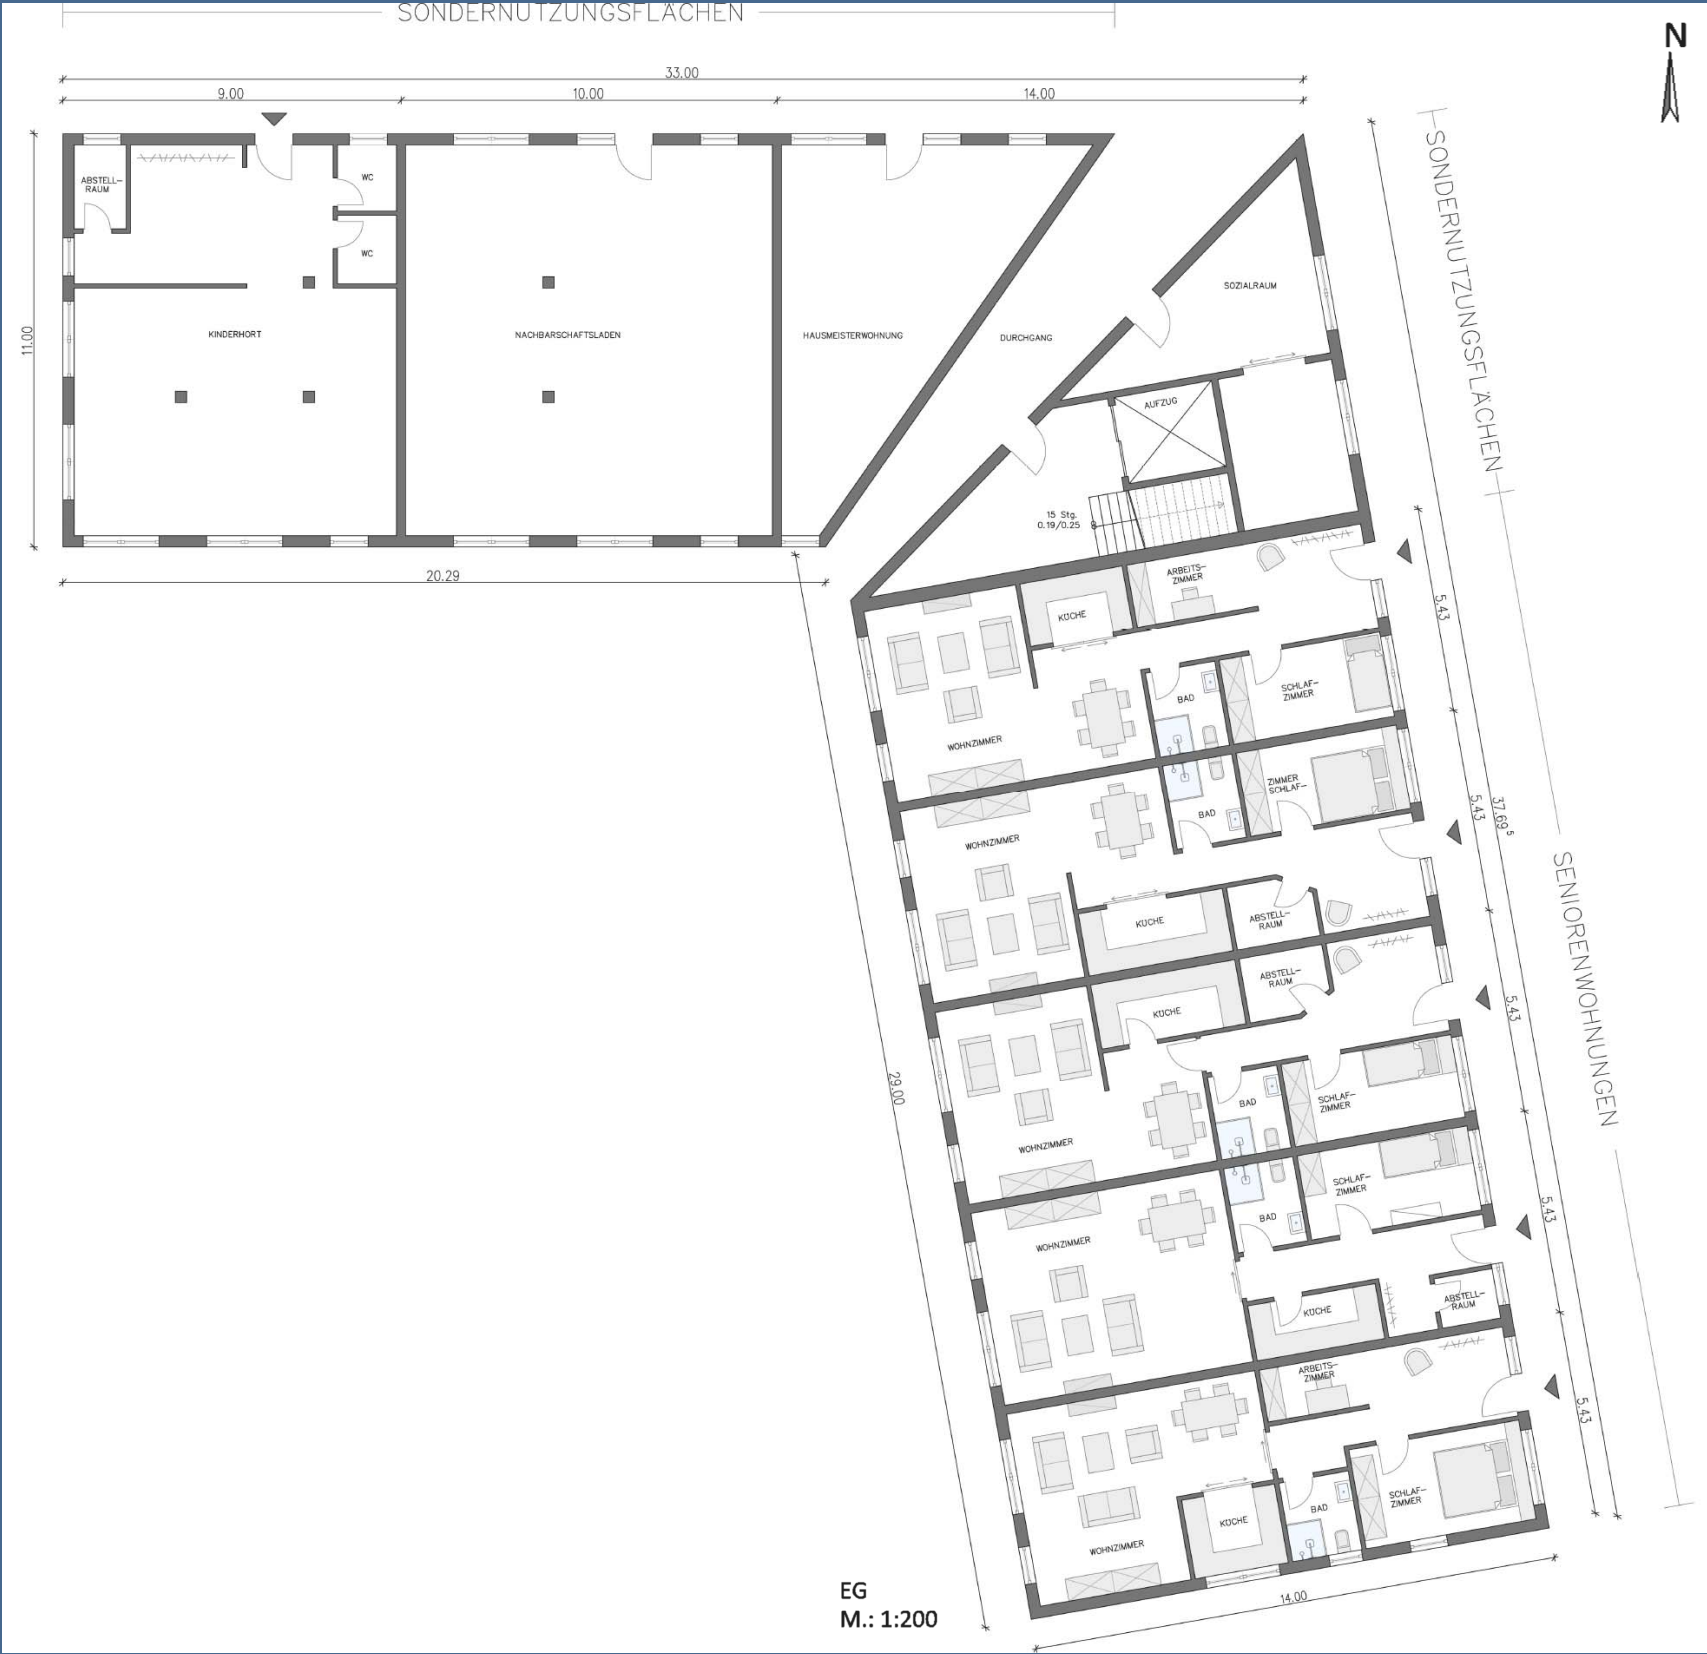 SONDERNUTZUNGSFLÄCHEN
N
33.00
9.00
10.00
14.00
SONDERNUTZUNGSFLÄCHEN
ABSTELL-
RAUM
WC
WC
11.00
KINDERHORT
NACHBARSCHAFTSLADEN
HAUSMEISTERWOHNUNG
DURCHGANG
SOZIALRAUM
AUFZUG
15 Stg.
0.19/0.25
20.29
ARBEITS-
ZIMMER
KÜCHE
5.43
SCHLAF-
ZIMMER
BAD
WOHNZIMMER
ZIMMER
SCHLAF-
BAD
5.43
37.69 5
WOHNZIMMER
KÜCHE
ABSTELL-
RAUM
SENIORENWOHNUNGEN
ABSTELL-
RAUM
KÜCHE
5.43
29.00
BAD
SCHLAF-
ZIMMER
WOHNZIMMER
SCHLAF-
ZIMMER
BAD
5.43
WOHNZIMMER
KÜCHE
ABSTELL-
RAUM
ARBEITS-
ZIMMER
5.43
SCHLAF-
ZIMMER
BAD
KÜCHE
WOHNZIMMER
14.00
EG
M.: 1:200